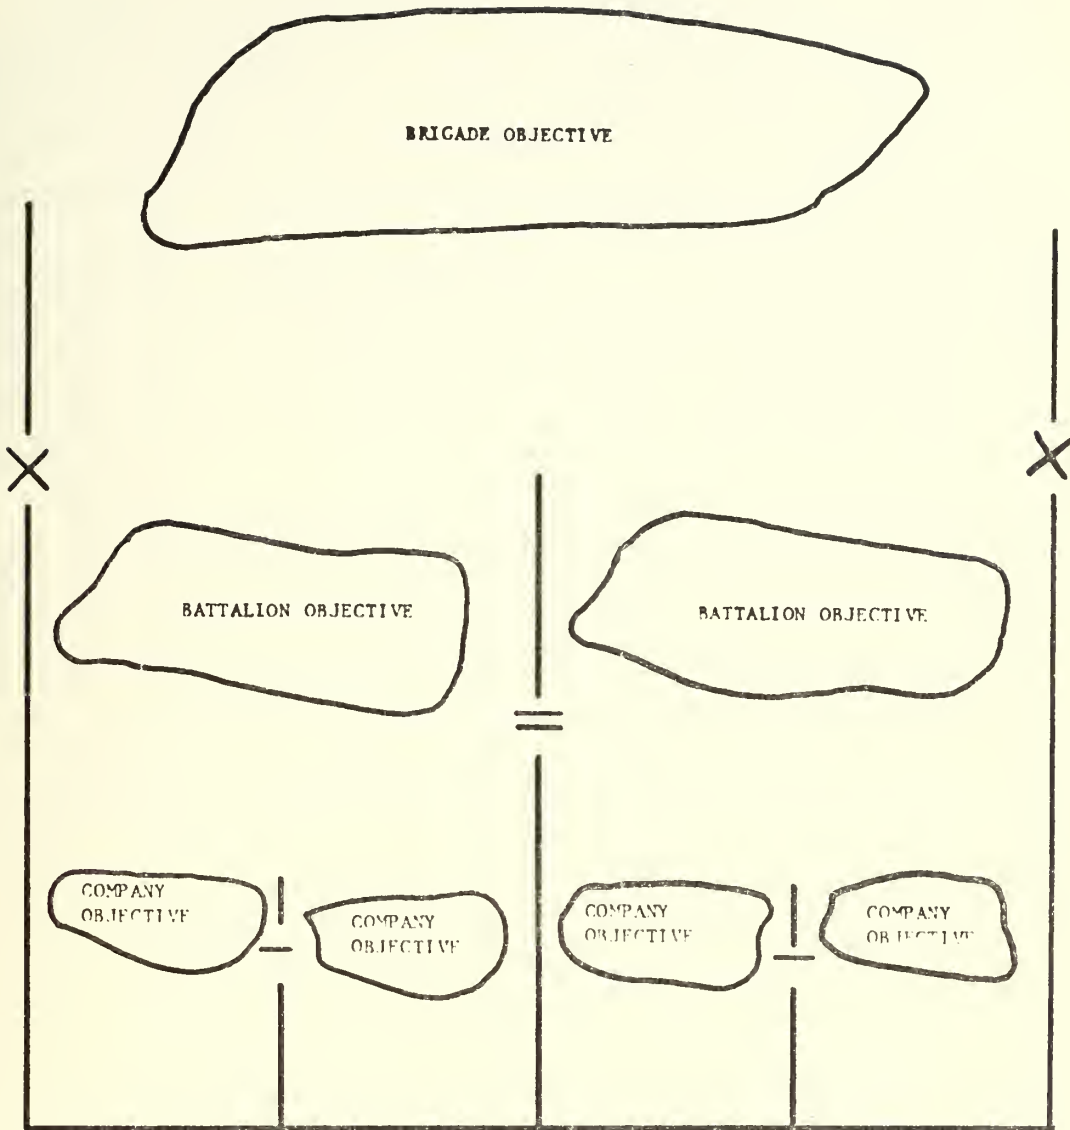 BRIGADE OBJECTIVE
BATTALION OBJECTIVE
BATTALION OBJECTIVE
COMPANY
OBJECTIVE
COMPANY
OBJECTIVE
COMPANY
OBJECTIVE
COMPANY
OBJECTIVE